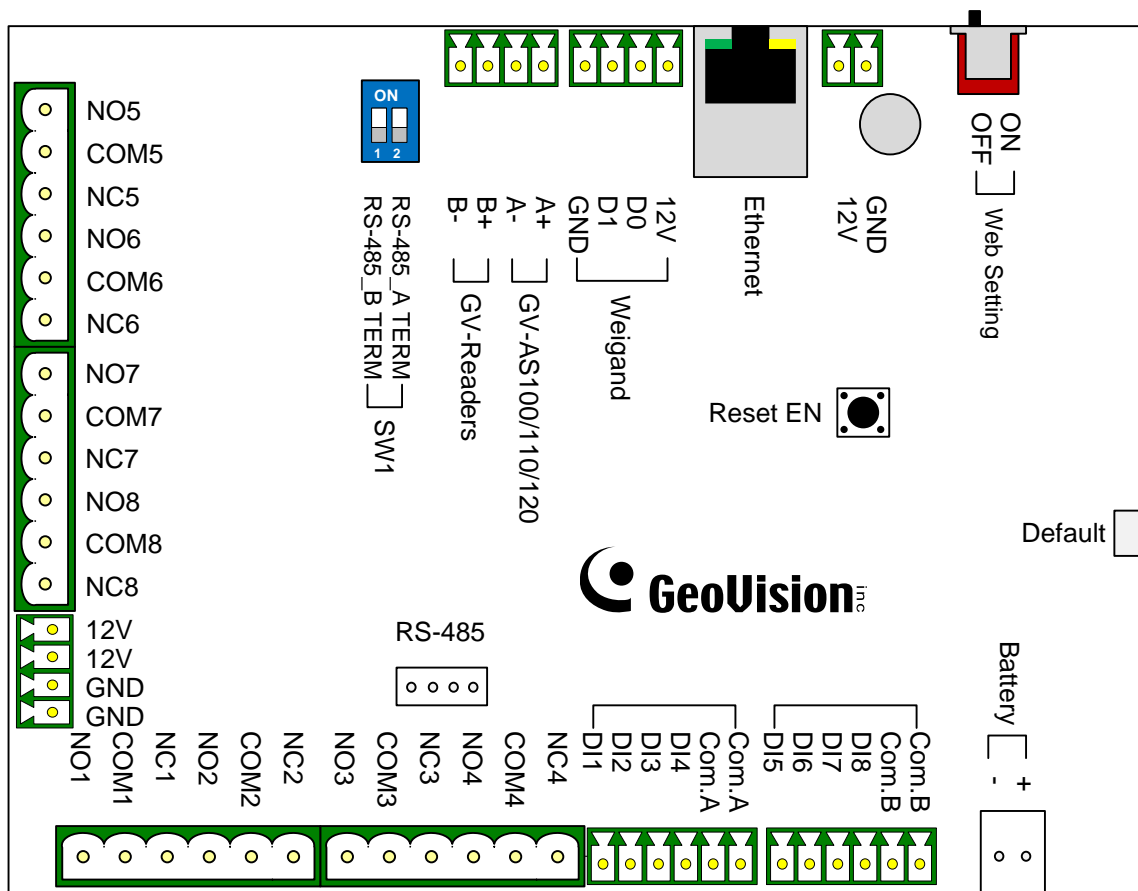 ON
1 2
NO5
COM5
NC5
NO6
COM6
NC6
NO7
COM7
NC7
NO8
COM8
NC8
12V
12V
GND
GND
RS-485_B TERM
RS-485_A TERM
SW1
B-
B+
GV-Readers
A-
A+
GV-AS100/110/120
GND
D1
D0
12V
Weigand
Ethernet
12V
GND
OFF
ON
Web Setting
Reset EN
Default
GeoVision inc
RS-485
Battery
-
+
NO1
COM1
NC1
NO2
COM2
NC2
NO3
COM3
NC3
NO4
COM4
NC4
DI1
DI2
DI3
DI4
Com.A
Com.A
DI5
DI6
DI7
DI8
Com.B
Com.B